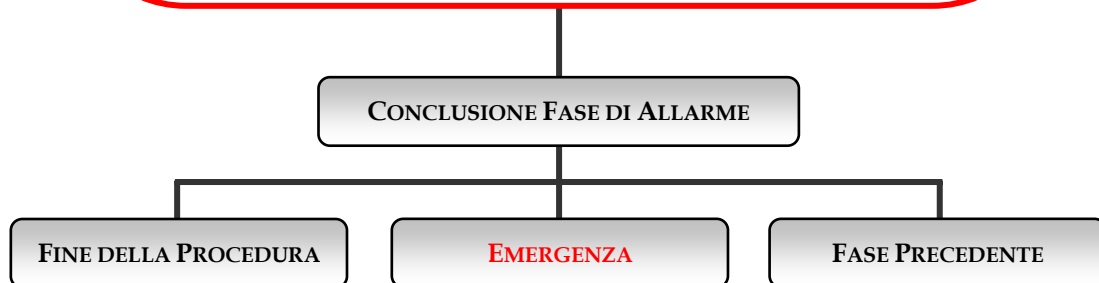 CONCLUSIONE FASE DI ALLARME
FINE DELLA PROCEDURA
EMERGENZA
FASE PRECEDENTE